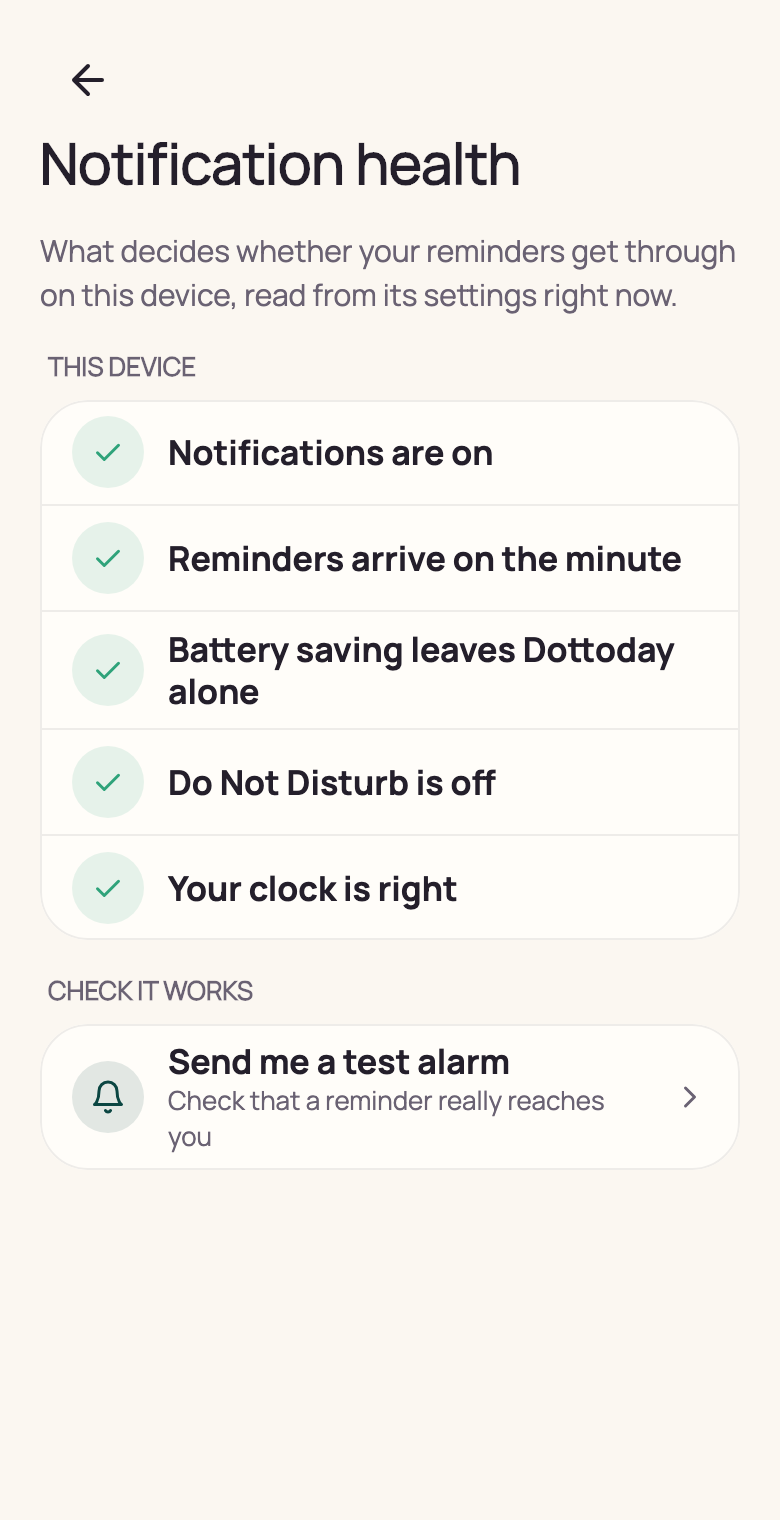 Notification health
What decides whether your reminders get through
on this device, read from its settings right now.
THIS DEVICE
Notifications are on
Reminders arrive on the minute
Battery saving leaves Dottoday
alone
Do Not Disturb is off
Your clock is right
CHECK IT WORKS
Send me a test alarm
Check that a reminder really reaches
you